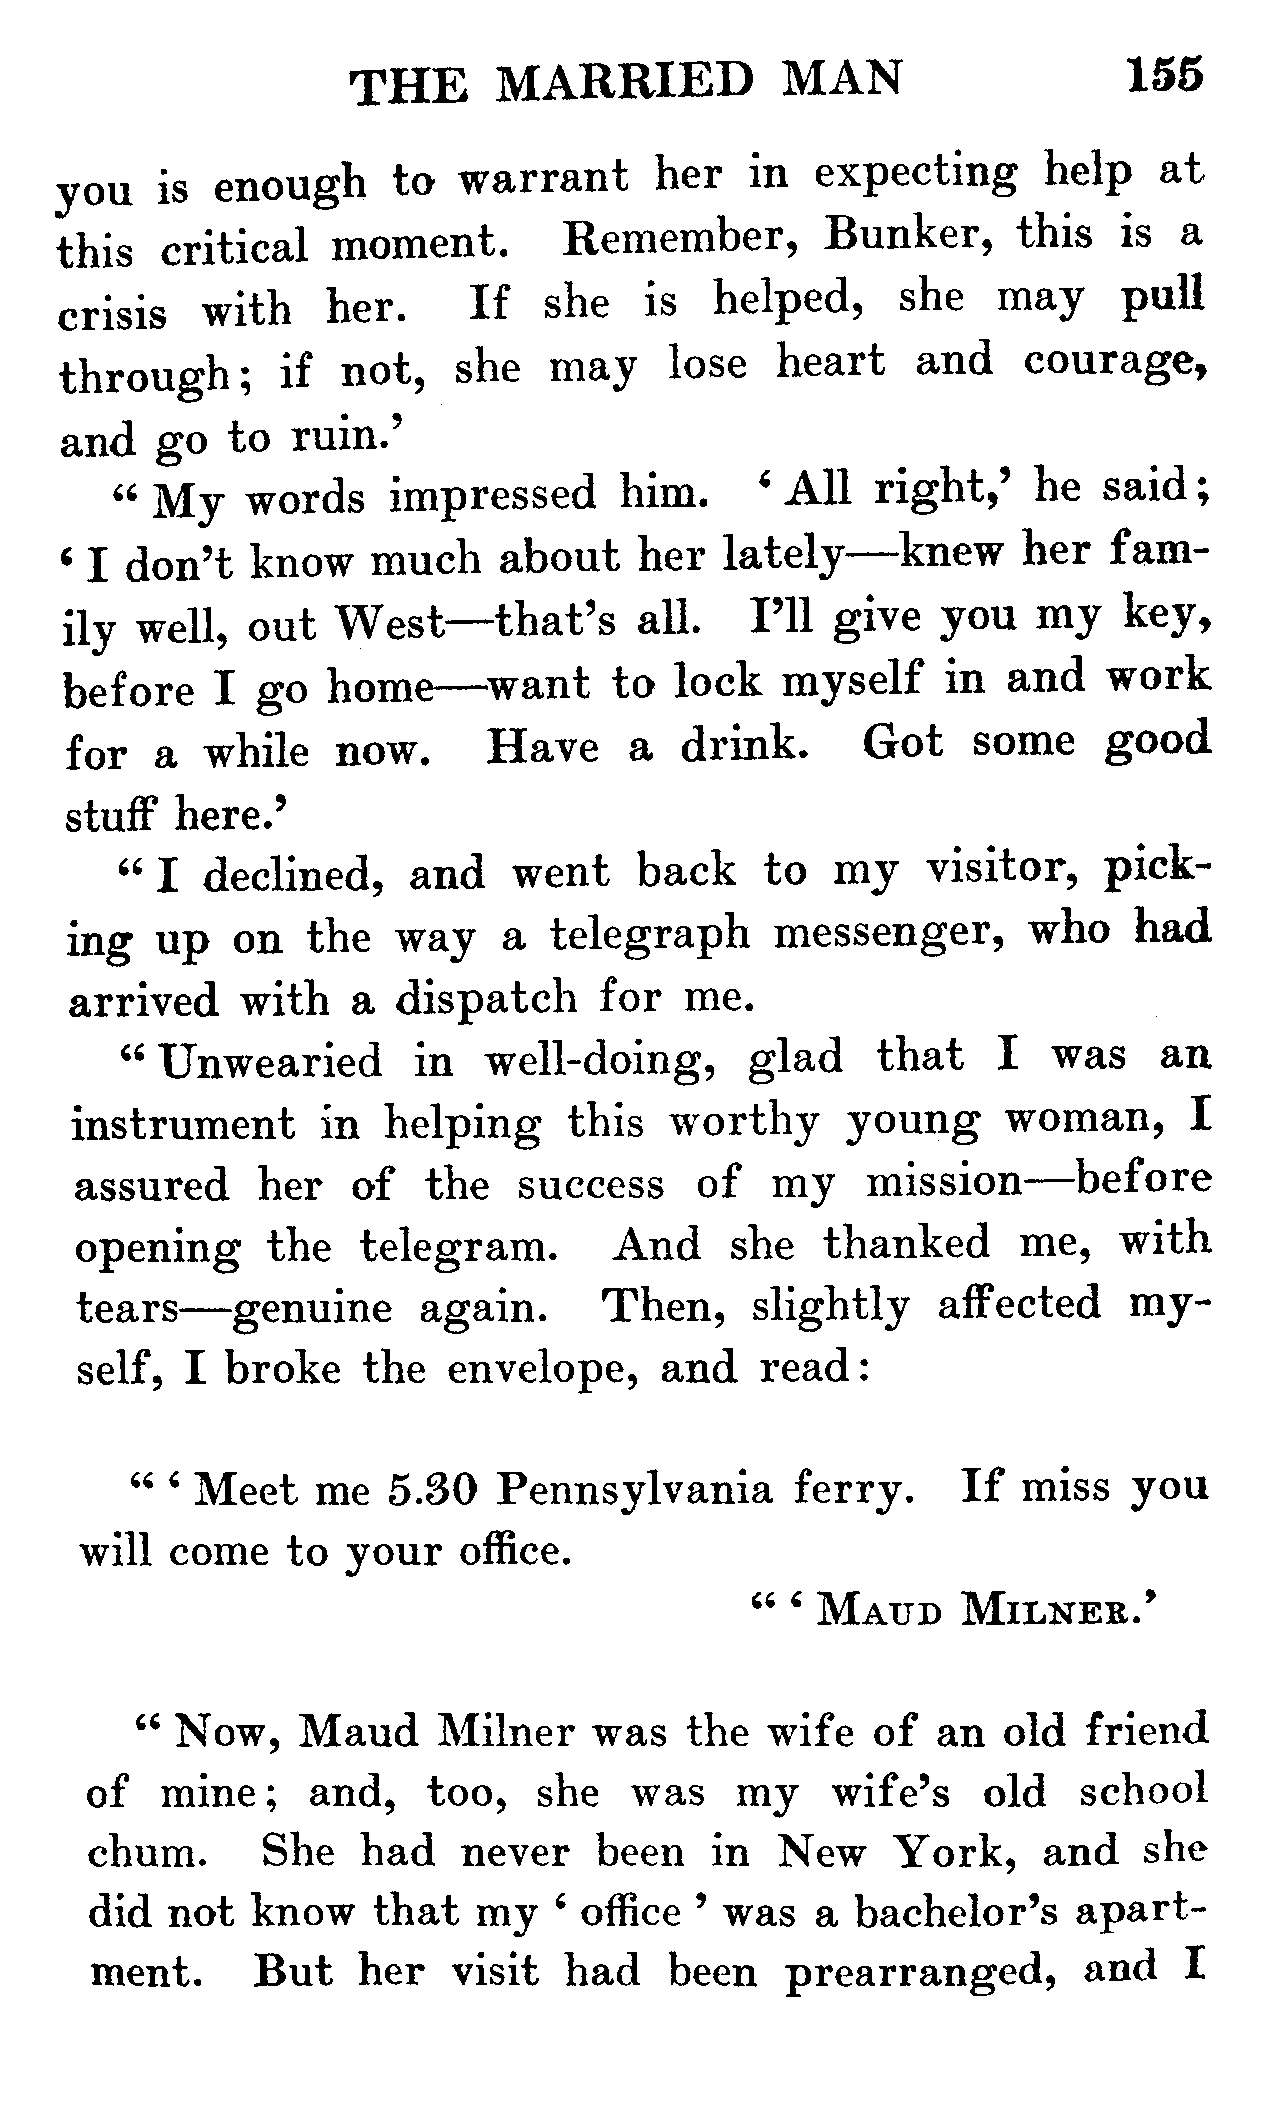 THE MARRIED MAN 155
you is enough to warrant her in expecting help at
this critical moment. Remember, Bunker, this is a
crisis with her. If she is helped, she may pull
through; if not, she may lose heart and courage,
and go to ruin.’
“ My words impressed him. ‘ All right,’ he said;
‘ I don’t know much about her lately—knew her fam-
ily well, out West—that’s all. I’ll give you my key,
before I go home—want to lock myself in and work
for a while now. Have a drink. Got some good
stuff here.’
“ I declined, and went back to my visitor, pick-
ing up on the way a telegraph messenger, who had
arrived with a dispatch for me.
“ Unwearied in well-doing, glad that I was an
instrument in helping this worthy young woman, I
assured her of the success of my mission—before
opening the telegram. And she thanked me, with
tears—genuine again. Then, slightly affected my-
self, I broke the envelope, and read:
“ ‘ Meet me 5.30 Pennsylvania ferry. If miss you
will come to your office.
“ ‘ MAUD MILNER.’
“ Now, Maud Milner was the wife of an old friend
of mine; and, too, she was my wife’s old school
chum. She had never been in New York, and she
did not know that my ‘ office ’ was a bachelor’s apart-
ment. But her visit had been prearranged, and I